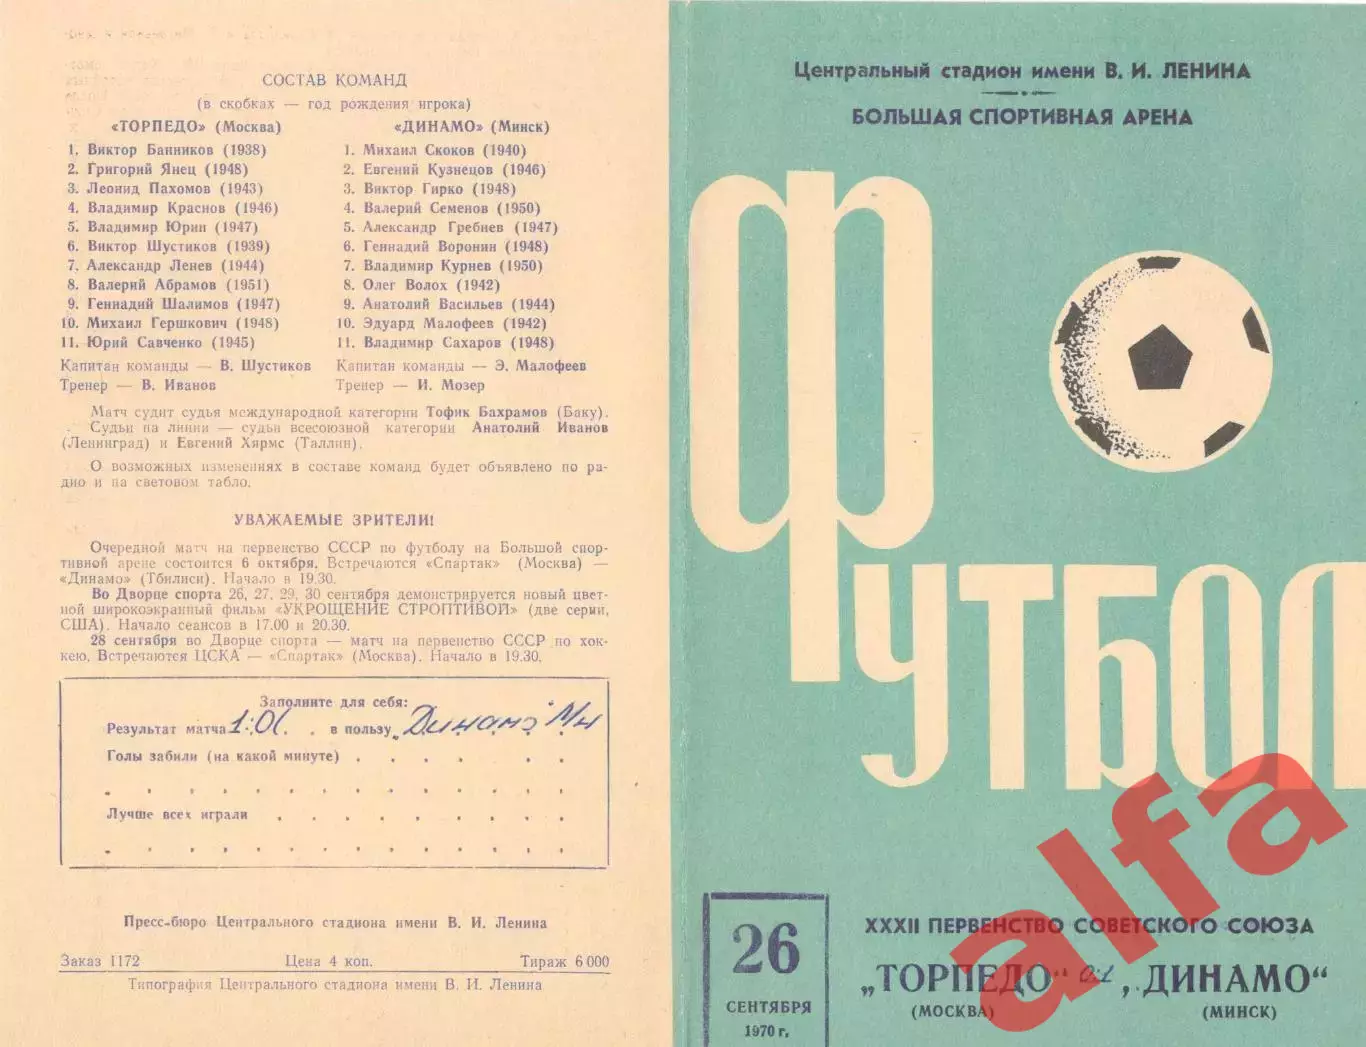 СОСТАВ КОМАНД
(в скобках — год рождения игрока)
«ТОРПЕДО» (Москва)
1. Виктор Банников (1938)
2. Григорий Янец (1948)
3. Леонид Пахомов (1943)
4. Владимир Краснов (1946)
5. Владимир Юрин (1947)
6. Виктор Шустиков (1939)
7. Александр Ленев (1944)
8. Валерий Абрамов (1951)
9. Геннадий Шалимов (1947)
10. Михаил Гершкович (1948)
11. Юрий Савченко (1945)
Капитан команды — В. Шустиков
Тренер — В. Иванов
«ДИНАМО» (Минск)
1. Михаил Скоков (1940)
2. Евгений Кузнецов (1946)
3. Виктор Гирко (1948)
4. Валерий Семенов (1950)
5. Александр Гребнев (1947)
6. Геннадий Воронин (1948)
7. Владимир Курнев (1950)
8. Олег Волох (1942)
9. Анатолий Васильев (1944)
10. Эдуард Малофеев (1942)
11. Владимир Сахаров (1948)
Капитан команды — Э. Малофеев
Тренер — И. Мозер
Матч судит судья международной категории Тофик Бахрамов (Баку).
Судьи на линии — судьи всесоюзной категории Анатолий Иванов
(Ленинград) и Евгений Хярмс (Таллин).
О возможных изменениях в составе команд будет объявлено по ра-
дио и на световом табло.
УВАЖАЕМЫЕ ЗРИТЕЛИ!
Очередной матч на первенство СССР по футболу на Большой спор-
тивной арене состоится 6 октября. Встречаются «Спартак» (Москва) —
«Динамо» (Тбилиси). Начало в 19.30.
Во Дворце спорта 26, 27, 29, 30 сентября демонстрируется новый цвет-
ной широкоэкранный фильм «УКРОЩЕНИЕ СТРОПТИВОЙ» (две серии,
США). Начало сеансов в 17.00 и 20.30.
28 сентября во Дворце спорта — матч на первенство СССР по хок-
кею. Встречаются ЦСКА — «Спартак» (Москва). Начало в 19.30.
Заполните для себя:
Результат матча 1:0 в пользу „Динамо" Мн
Голы забили (на какой минуте)
Лучше всех играли
Пресс-бюро Центрального стадиона имени В. И. Ленина
Заказ 1172 Цена 4 коп. Тираж 6 000
Типография Центрального стадиона имени В. И. Ленина
Центральный стадион имени В. И. ЛЕНИНА
БОЛЬШАЯ СПОРТИВНАЯ АРЕНА
ФУТБОЛ
26
СЕНТЯБРЯ
1970 г.
XXXII ПЕРВЕНСТВО СОВЕТСКОГО СОЮЗА
„ТОРПЕДО" 0:1 „ДИНАМО"
(МОСКВА) (МИНСК)
alfa